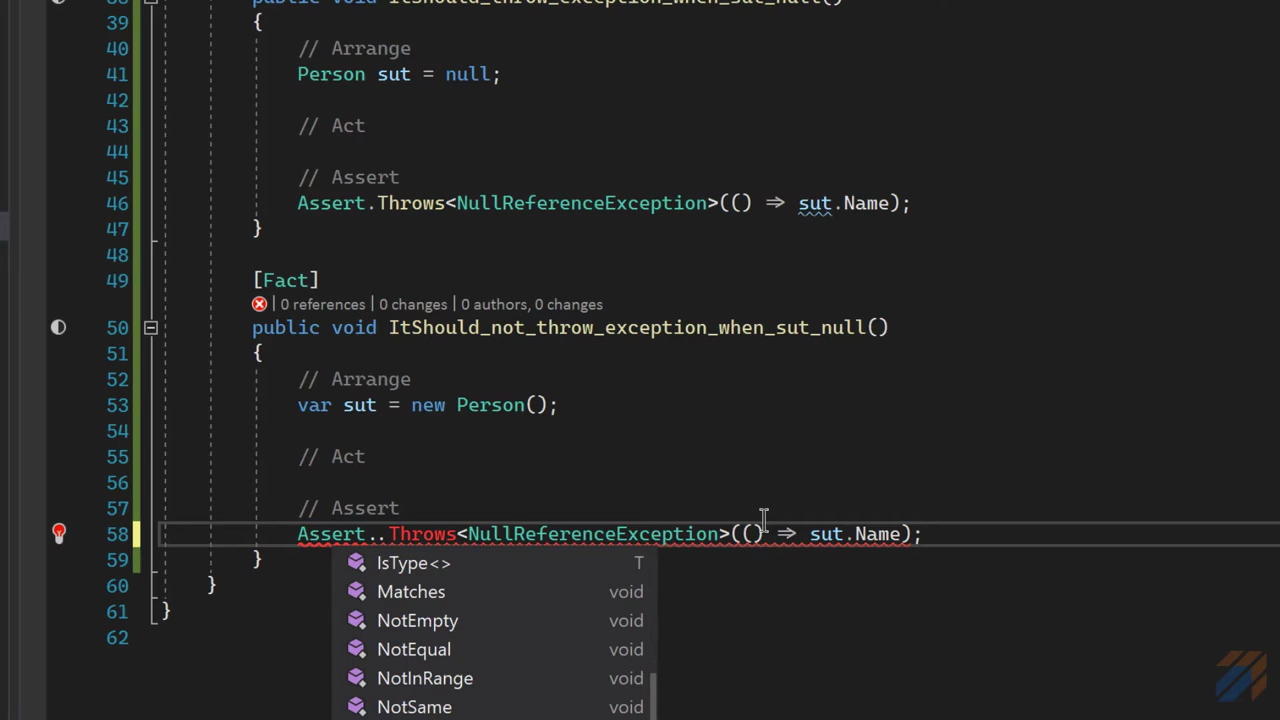 38 public void ItShould_throw_exception_when_sut_null()
39 {
40 // Arrange
41 Person sut = null;
42
43 // Act
44
45 // Assert
46 Assert.Throws<NullReferenceException>(() => sut.Name);
47 }
48
49 [Fact]
0 references | 0 changes | 0 authors, 0 changes
50 public void ItShould_not_throw_exception_when_sut_null()
51 {
52 // Arrange
53 var sut = new Person();
54
55 // Act
56
57 // Assert
58 Assert..Throws<NullReferenceException>(() => sut.Name);
59 }
60 }
61 }
62
IsType<> T
Matches void
NotEmpty void
NotEqual void
NotInRange void
NotSame void